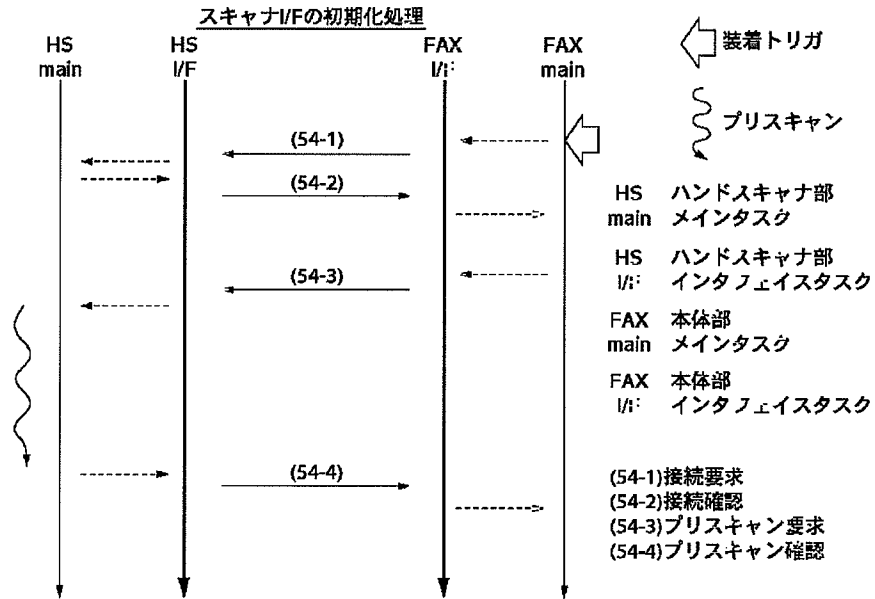 スキャナI/Fの初期化処理
HS main
HS I/F
FAX I/F
FAX main
装着トリガ
プリスキャン
(54-1)
(54-2)
(54-3)
(54-4)
HS ハンドスキャナ部
main メインタスク
HS ハンドスキャナ部
I/F インタフェイスタスク
FAX 本体部
main メインタスク
FAX 本体部
I/F インタフェイスタスク
(54-1)接続要求
(54-2)接続確認
(54-3)プリスキャン要求
(54-4)プリスキャン確認